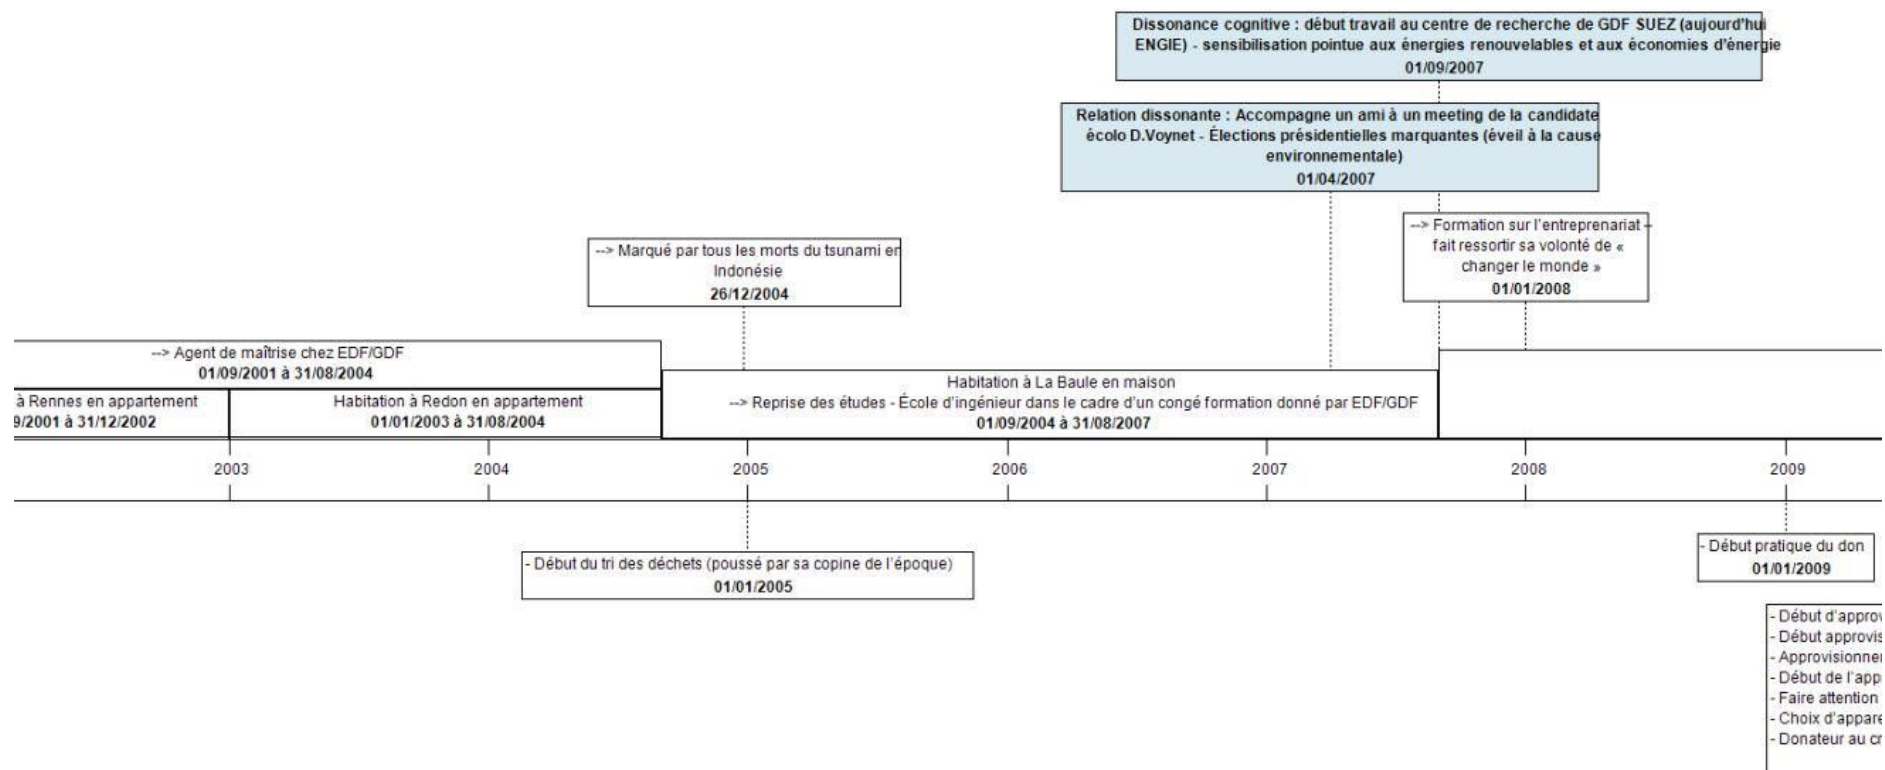 Dissonance cognitive : début travail au centre de recherche de GDF SUEZ (aujourd'hui
ENGIE) - sensibilisation pointue aux énergies renouvelables et aux économies d'énergie
01/09/2007
Relation dissonante : Accompagne un ami à un meeting de la candidate
écolo D.Voynet - Élections présidentielles marquantes (éveil à la cause
environnementale)
01/04/2007
--> Formation sur l'entreprenariat –
fait ressortir sa volonté de «
changer le monde »
01/01/2008
--> Marqué par tous les morts du tsunami en
Indonésie
26/12/2004
--> Agent de maîtrise chez EDF/GDF
01/09/2001 à 31/08/2004
à Rennes en appartement
9/2001 à 31/12/2002
Habitation à Redon en appartement
01/01/2003 à 31/08/2004
Habitation à La Baule en maison
--> Reprise des études - École d'ingénieur dans le cadre d'un congé formation donné par EDF/GDF
01/09/2004 à 31/08/2007
2003 2004 2005 2006 2007 2008 2009
- Début du tri des déchets (poussé par sa copine de l'époque)
01/01/2005
- Début pratique du don
01/01/2009
- Début d'approv
- Début approvis
- Approvisionne
- Début de l'app
- Faire attention
- Choix d'appare
- Donateur au cr